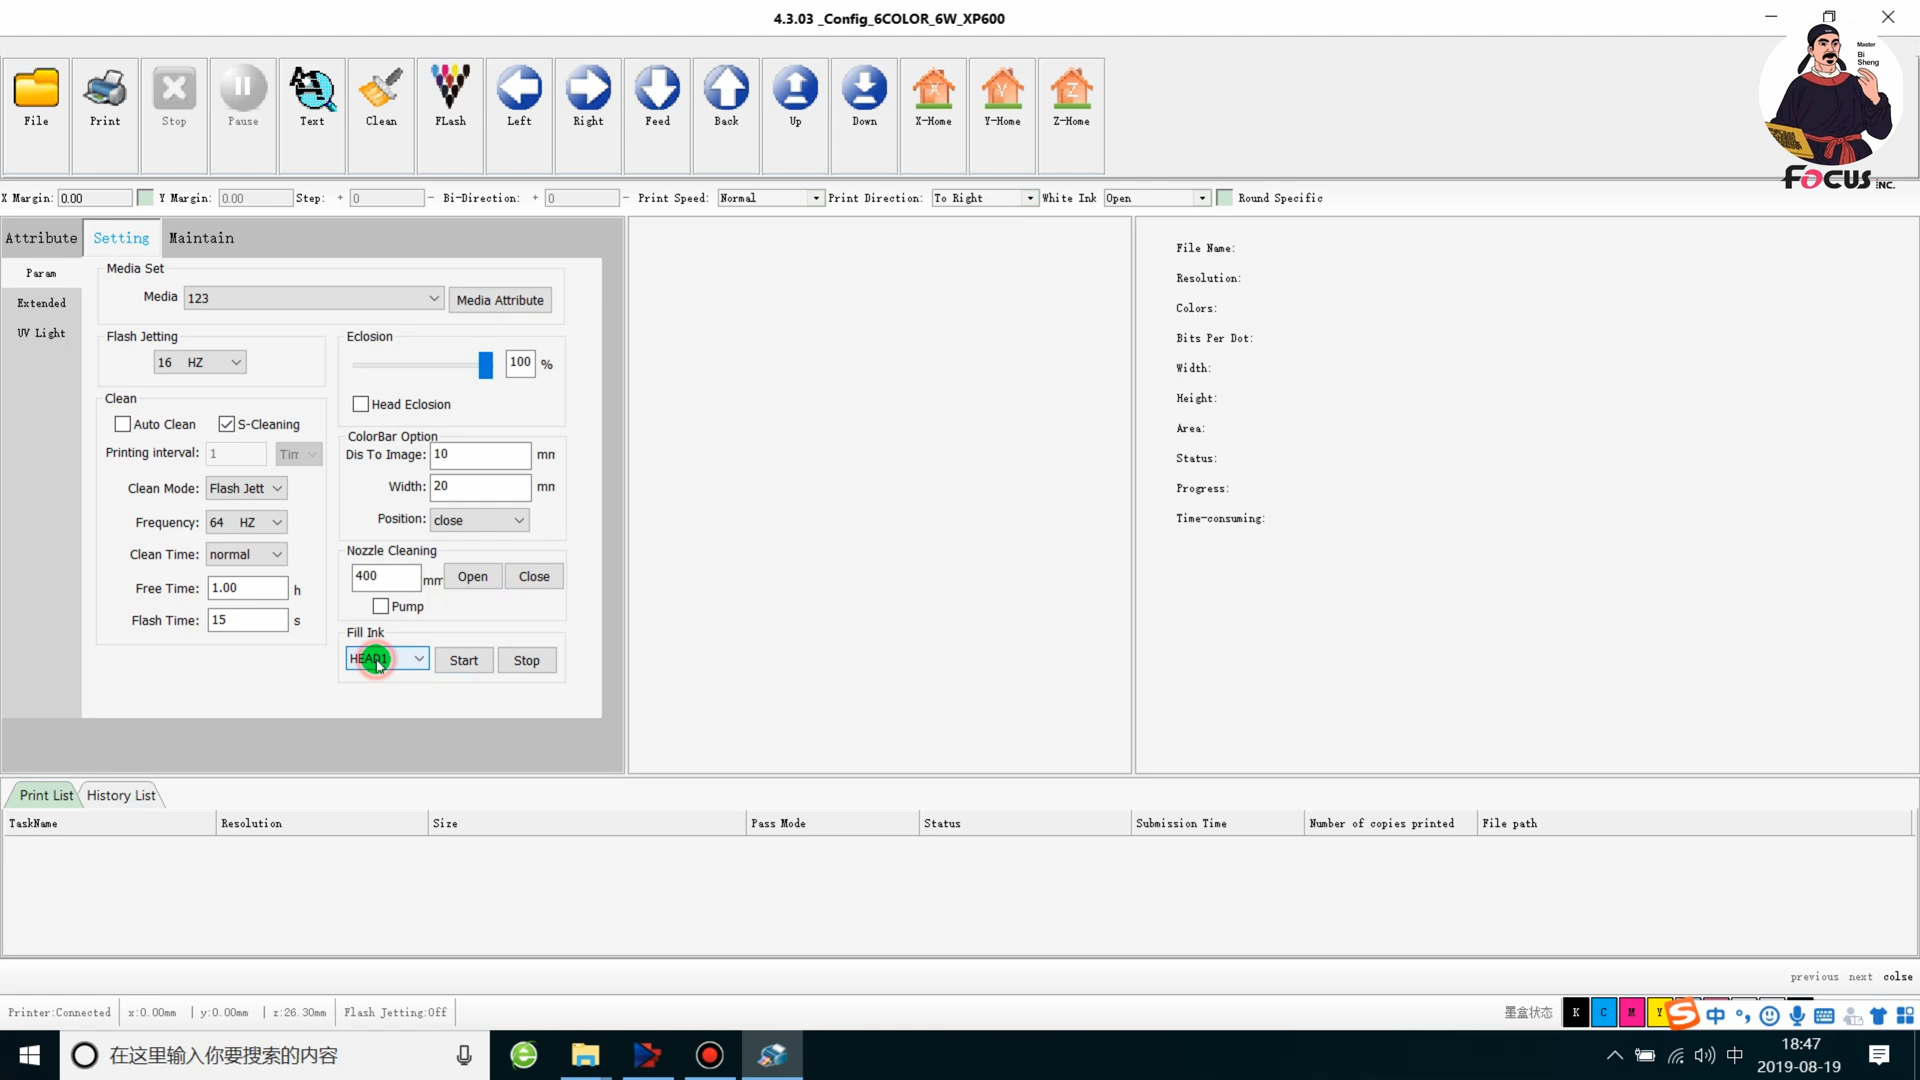 4.3.03 _Config_6COLOR_6W_XP600
Master
Bi
Sheng
FOCUS INC.
File Print Stop Pause Text Clean FLash Left Right Feed Back Up Down X-Home Y-Home Z-Home
X Margin: 0.00 Y Margin: 0.00 Step: + 0 - Bi-Direction: + 0 - Print Speed: Normal Print Direction: To Right White Ink Open Round Specific
Attribute Setting Maintain
Param
Extended
UV Light
Media Set
Media 123 Media Attribute
Flash Jetting
16 HZ
Clean
Auto Clean S-Cleaning
Printing interval: 1 Tim
Clean Mode: Flash Jett
Frequency: 64 HZ
Clean Time: normal
Free Time: 1.00 h
Flash Time: 15 s
Eclosion
100 %
Head Eclosion
ColorBar Option
Dis To Image: 10 mm
Width: 20 mm
Position: close
Nozzle Cleaning
400 mm Open Close
Pump
Fill Ink
HEAD1 Start Stop
File Name:
Resolution:
Colors:
Bits Per Dot:
Width:
Height:
Area:
Status:
Progress:
Time-consuming:
Print List History List
TaskName Resolution Size Pass Mode Status Submission Time Number of copies printed File path
previous next colse
Printer:Connected x:0.00mm y:0.00mm z:26.30mm Flash Jetting:Off
墨盒状态 K C M Y
中
在这里输入你要搜索的内容
中
18:47
2019-08-19